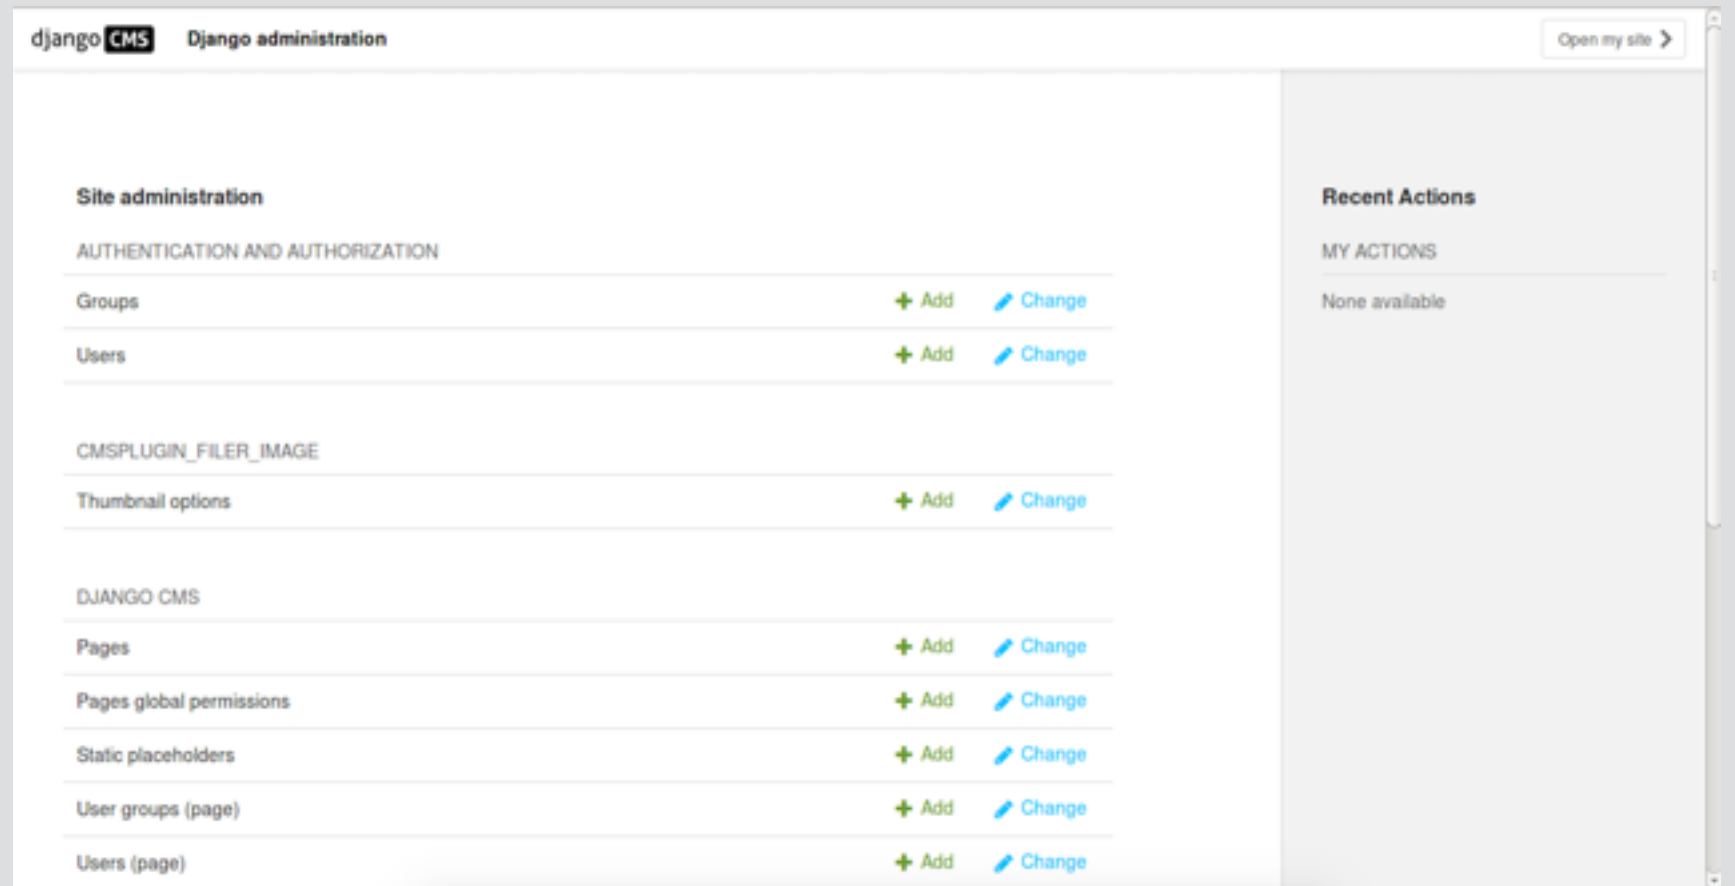 django CMS Django administration Open my site
Site administration
AUTHENTICATION AND AUTHORIZATION
Groups Add Change
Users Add Change
CMSPLUGIN_FILER_IMAGE
Thumbnail options Add Change
DJANGO CMS
Pages Add Change
Pages global permissions Add Change
Static placeholders Add Change
User groups (page) Add Change
Users (page) Add Change
Recent Actions
MY ACTIONS
None available